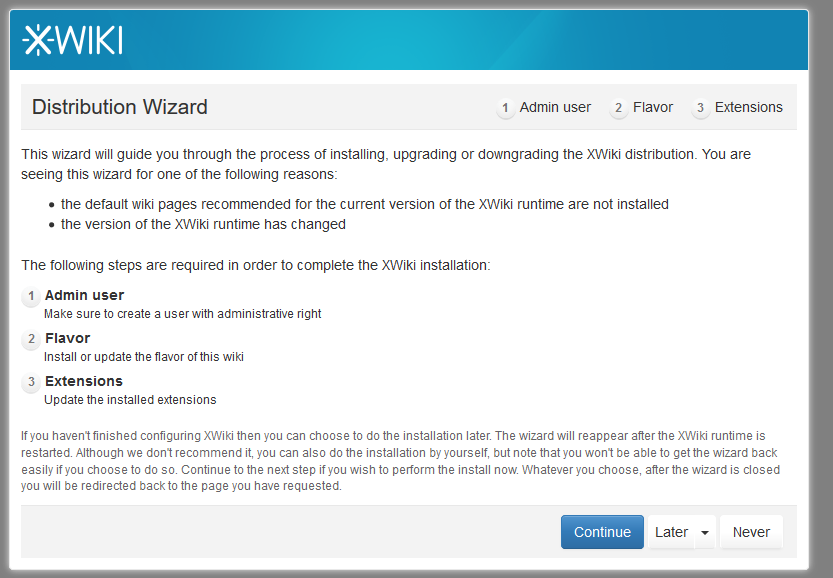 XWIKI
Distribution Wizard
1 Admin user 2 Flavor 3 Extensions
This wizard will guide you through the process of installing, upgrading or downgrading the XWiki distribution. You are
seeing this wizard for one of the following reasons:
• the default wiki pages recommended for the current version of the XWiki runtime are not installed
• the version of the XWiki runtime has changed
The following steps are required in order to complete the XWiki installation:
1 Admin user
Make sure to create a user with administrative right
2 Flavor
Install or update the flavor of this wiki
3 Extensions
Update the installed extensions
If you haven't finished configuring XWiki then you can choose to do the installation later. The wizard will reappear after the XWiki runtime is
restarted. Although we don't recommend it, you can also do the installation by yourself, but note that you won't be able to get the wizard back
easily if you choose to do so. Continue to the next step if you wish to perform the install now. Whatever you choose, after the wizard is closed
you will be redirected back to the page you have requested.
Continue Later Never